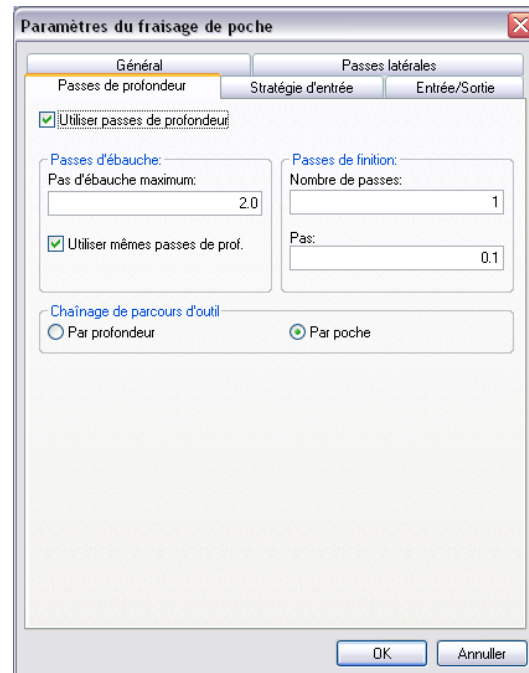 Paramètres du fraisage de poche
Général
Passes latérales
Passes de profondeur
Stratégie d'entrée
Entrée/Sortie
Utiliser passes de profondeur
Passes d'ébauche:
Pas d'ébauche maximum:
2.0
Utiliser mêmes passes de prof.
Passes de finition:
Nombre de passes:
1
Pas:
0.1
Chaînage de parcours d'outil
Par profondeur
Par poche
OK
Annuller